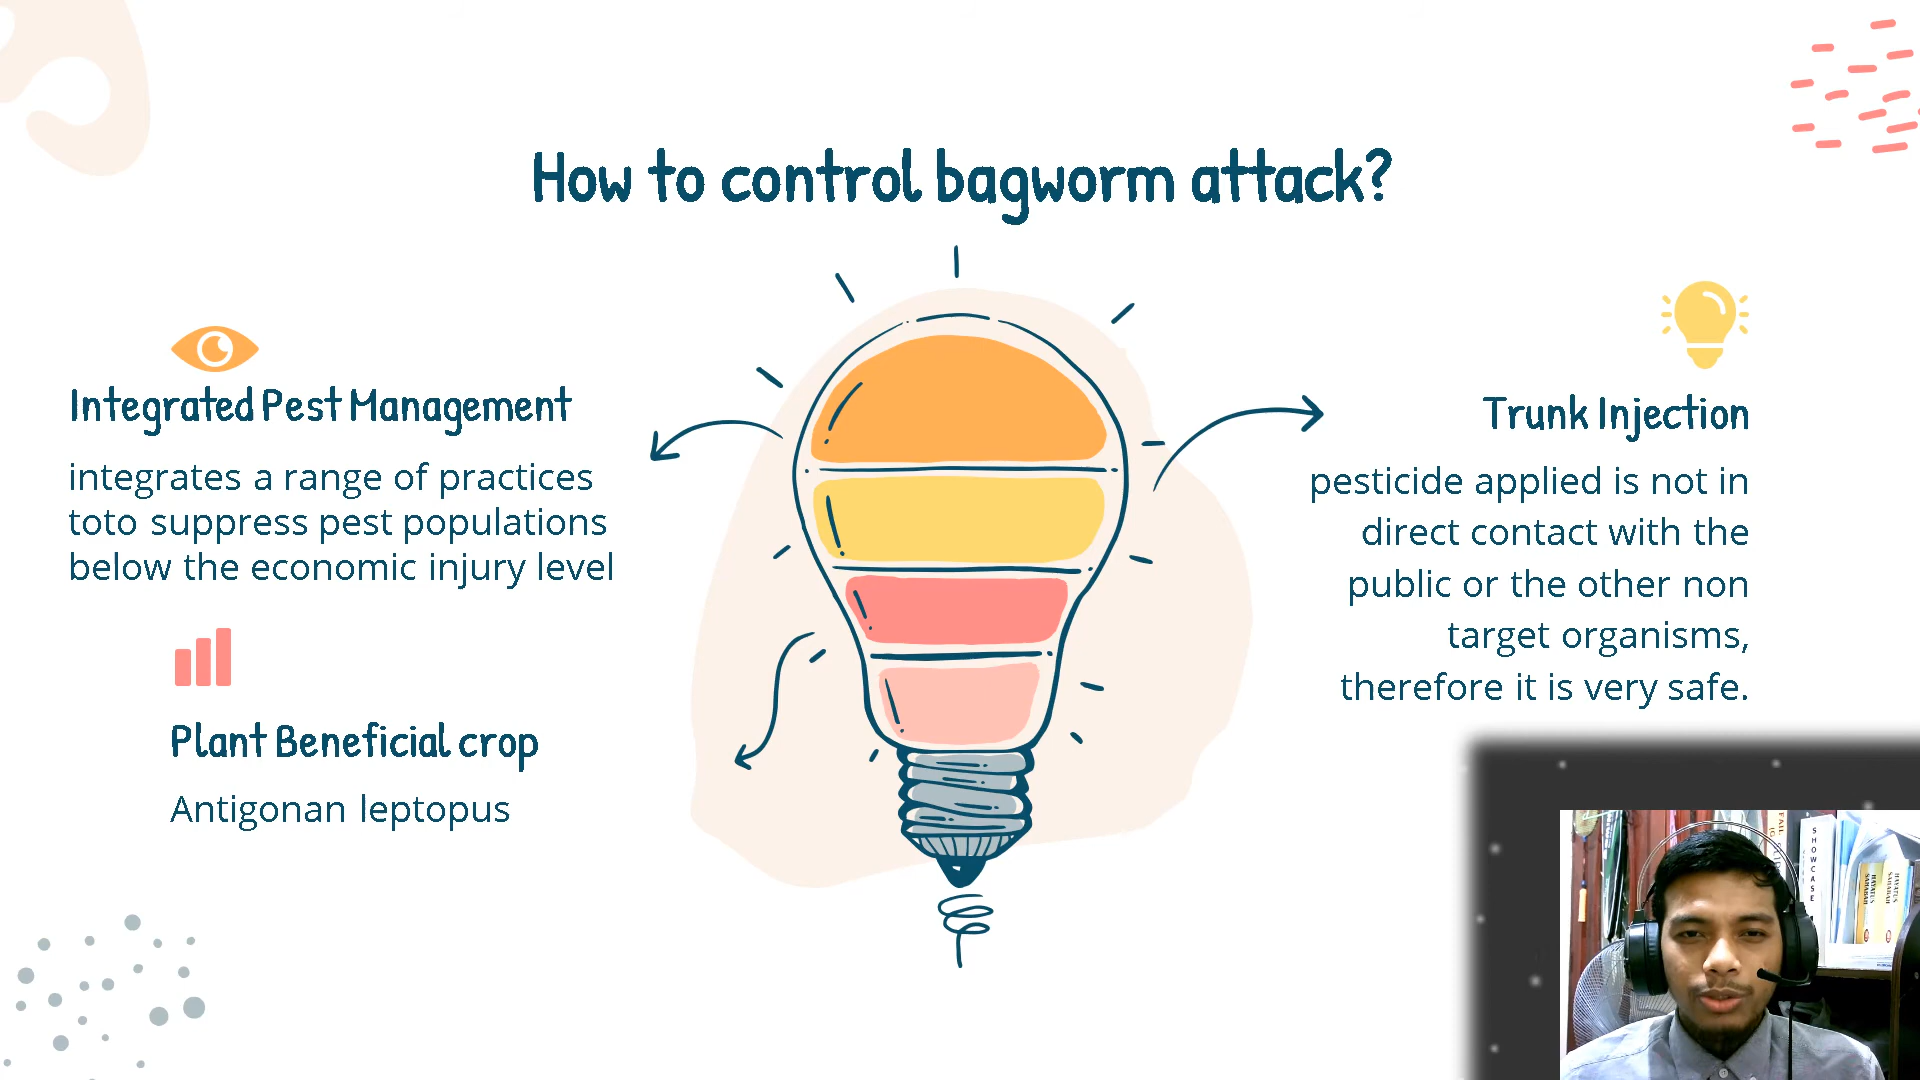 How to control bagworm attack?
Integrated Pest Management
integrates a range of practices
toto suppress pest populations
below the economic injury level
Plant Beneficial crop
Antigonan leptopus
Trunk Injection
pesticide applied is not in
direct contact with the
public or the other non
target organisms,
therefore it is very safe.
FAIL
SHOWCASE